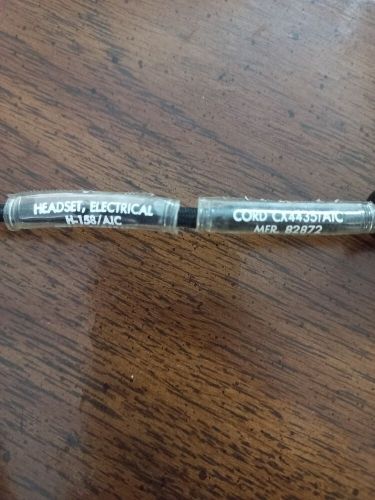 HEADSET, ELECTRICAL
H-158/AIC
CORD CX4435/AIC
MFR. 82872